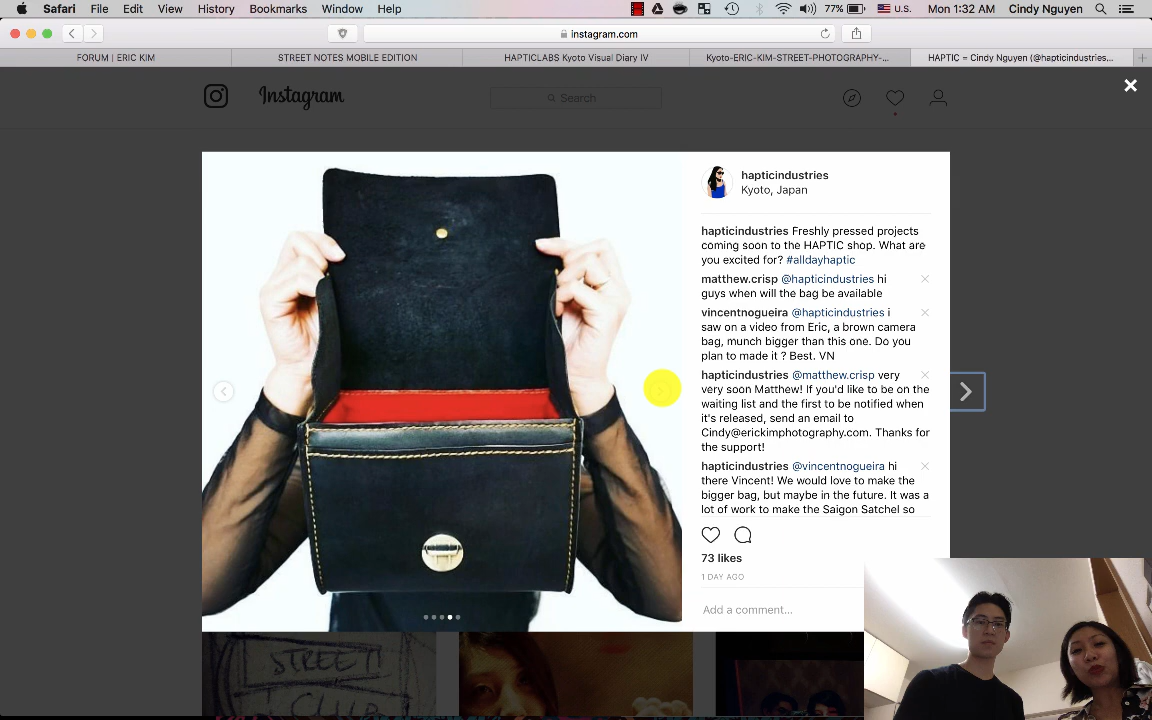 Safari File Edit View History Bookmarks Window Help 77% U.S. Mon 1:32 AM Cindy Nguyen
instagram.com
FORUM | ERIC KIM STREET NOTES MOBILE EDITION HAPTICLABS Kyoto Visual Diary IV Kyoto-ERIC-KIM-STREET-PHOTOGRAPHY-... HAPTIC = Cindy Nguyen (@hapticindustries...
Instagram Search
hapticindustries
Kyoto, Japan
hapticindustries Freshly pressed projects
coming soon to the HAPTIC shop. What are
you excited for? #alldayhaptic
matthew.crisp @hapticindustries hi
guys when will the bag be available
vincentnogueira @hapticindustries i
saw on a video from Eric, a brown camera
bag, munch bigger than this one. Do you
plan to made it ? Best. VN
hapticindustries @matthew.crisp very
very soon Matthew! If you'd like to be on the
waiting list and the first to be notified when
it's released, send an email to
Cindy@erickimphotography.com. Thanks for
the support!
hapticindustries @vincentnogueira hi
there Vincent! We would love to make the
bigger bag, but maybe in the future. It was a
lot of work to make the Saigon Satchel so
73 likes
1 DAY AGO
Add a comment...
STREET
CLUB